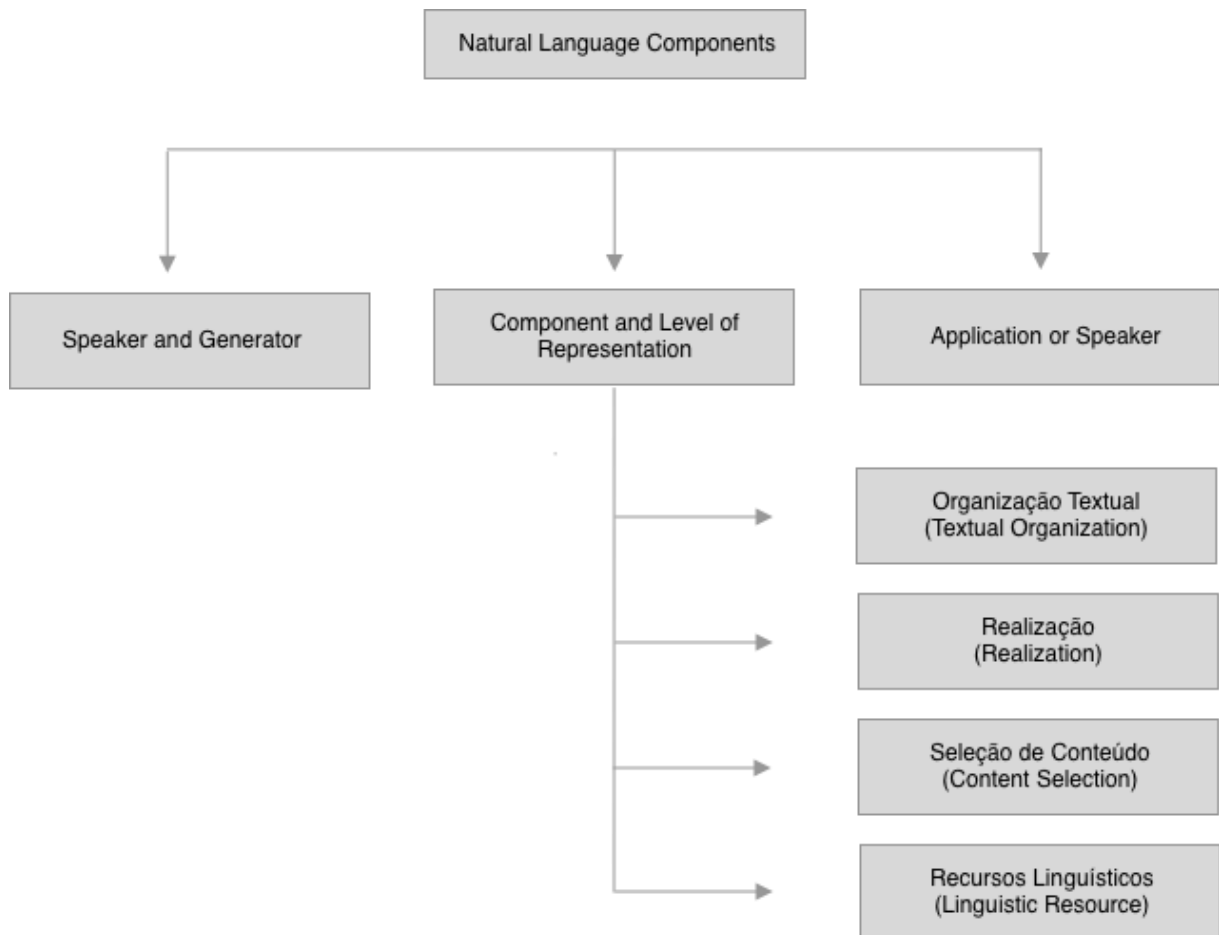 Natural Language Components
Speaker and Generator
Component and Level of
Representation
Application or Speaker
Organização Textual
(Textual Organization)
Realização
(Realization)
Seleção de Conteúdo
(Content Selection)
Recursos Linguísticos
(Linguistic Resource)